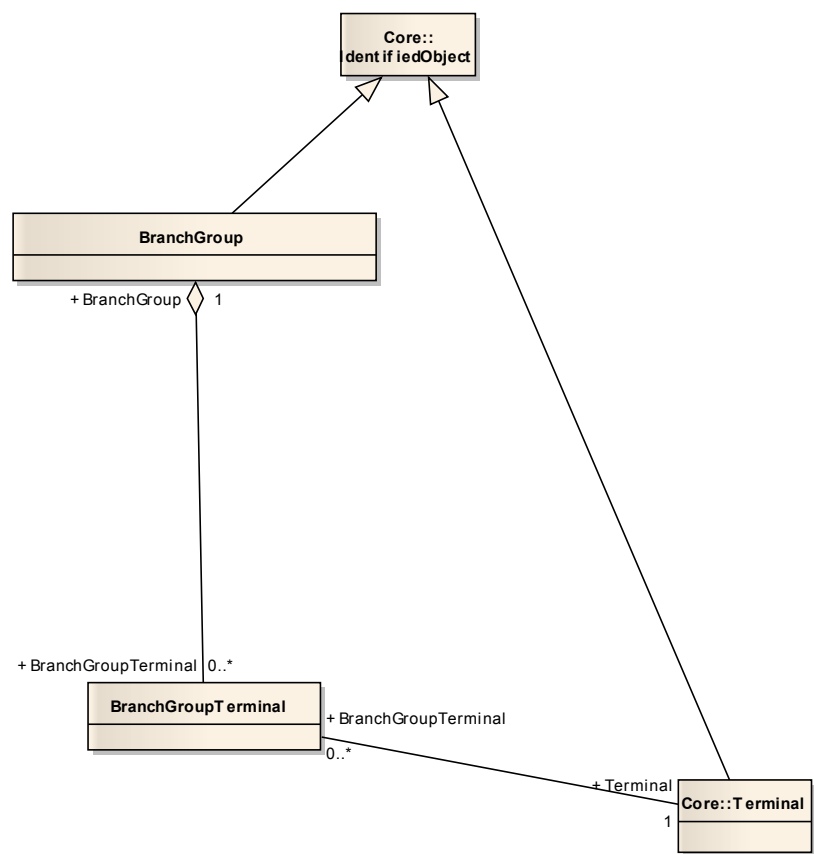 Core::
IdentifiedObject
BranchGroup
+ BranchGroup
1
+ BranchGroupTerminal
0..*
BranchGroupTerminal
+ BranchGroupTerminal
0..*
+ Terminal
1
Core::Terminal